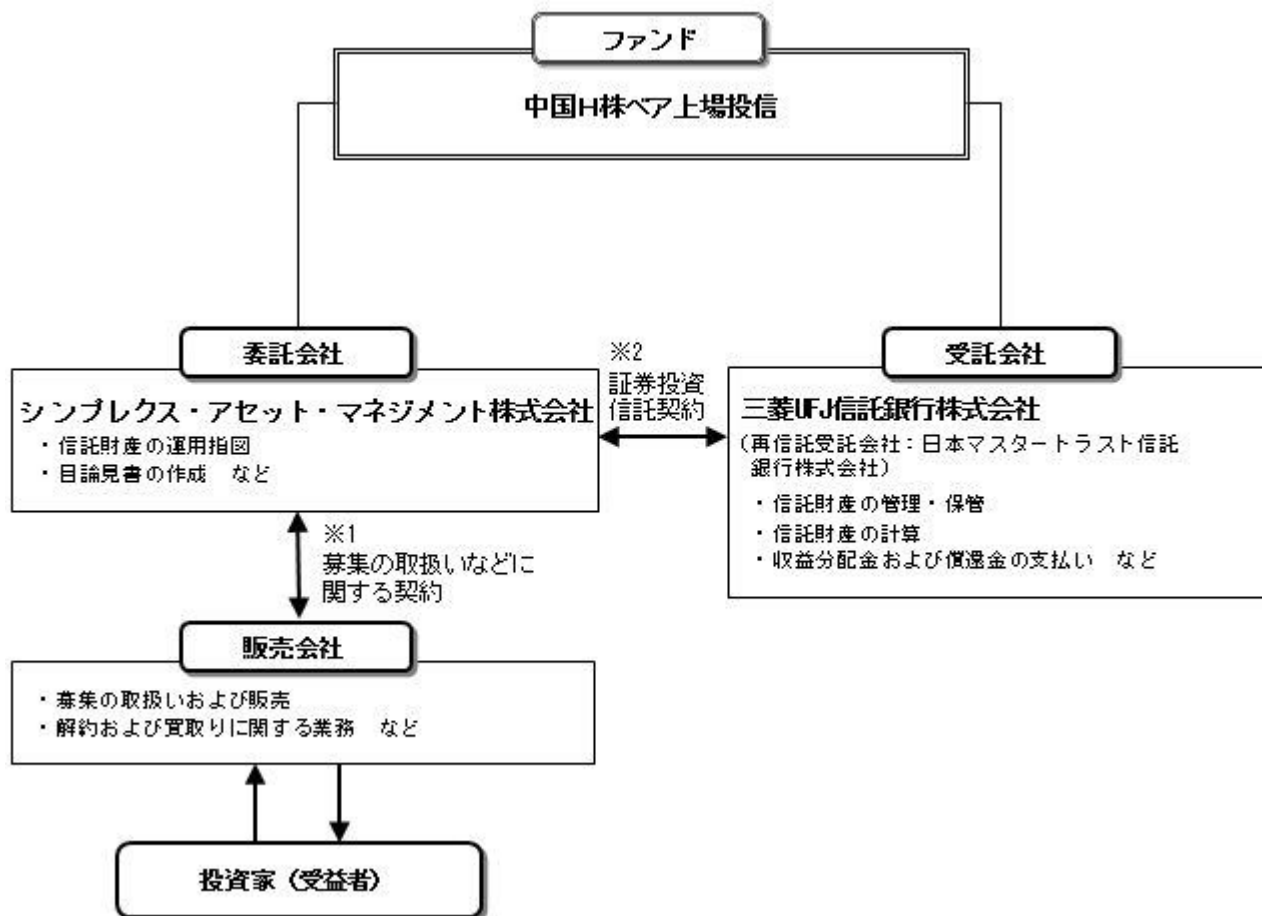 ファンド
中国H株ベア上場投信
委託会社
シンプレクス・アセット・マネジメント株式会社
・信託財産の運用指図
・目論見書の作成　など
※2
証券投資
信託契約
受託会社
三菱UFJ信託銀行株式会社
(再信託受託会社：日本マスタートラスト信託
銀行株式会社)
・信託財産の管理・保管
・信託財産の計算
・収益分配金および償還金の支払い　など
※1
募集の取扱いなどに
関する契約
販売会社
・募集の取扱いおよび販売
・解約および買取りに関する業務　など
投資家（受益者）